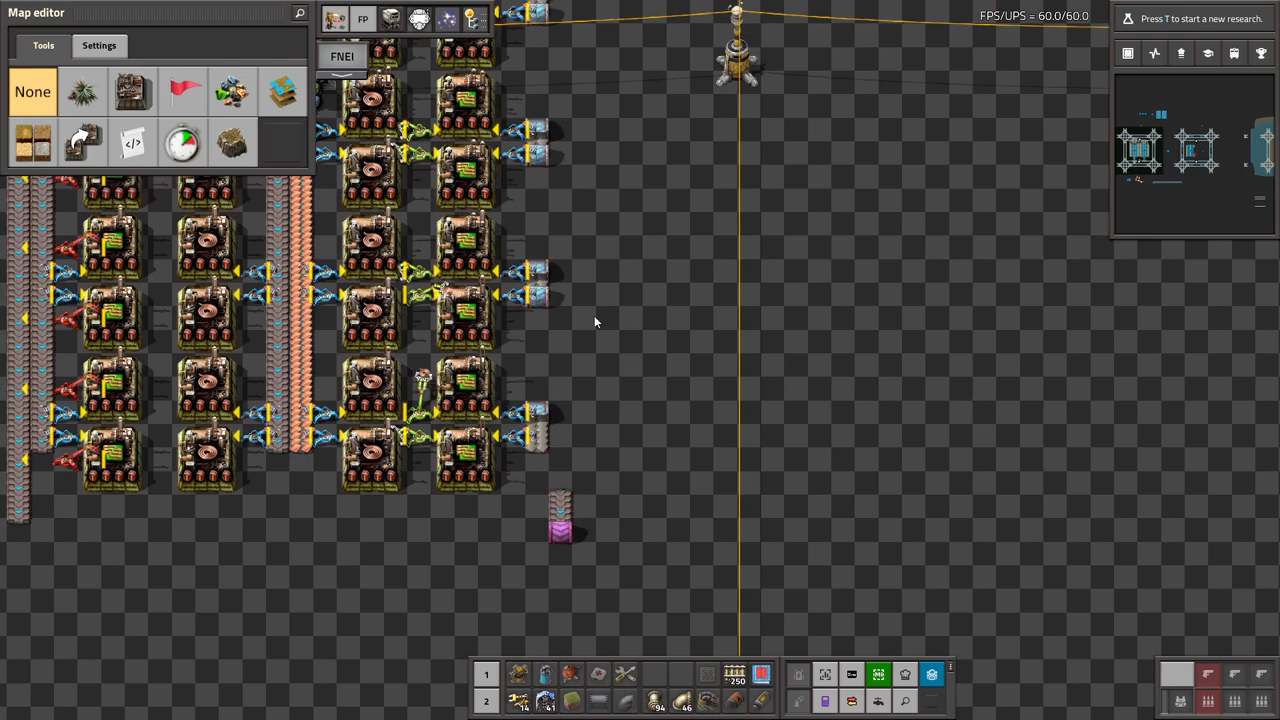 Map editor
FP
FPS/UPS = 60.0/60.0
Press T to start a new research.
Tools
Settings
FNEI
None
</>
1
250
2
14
41
94
46